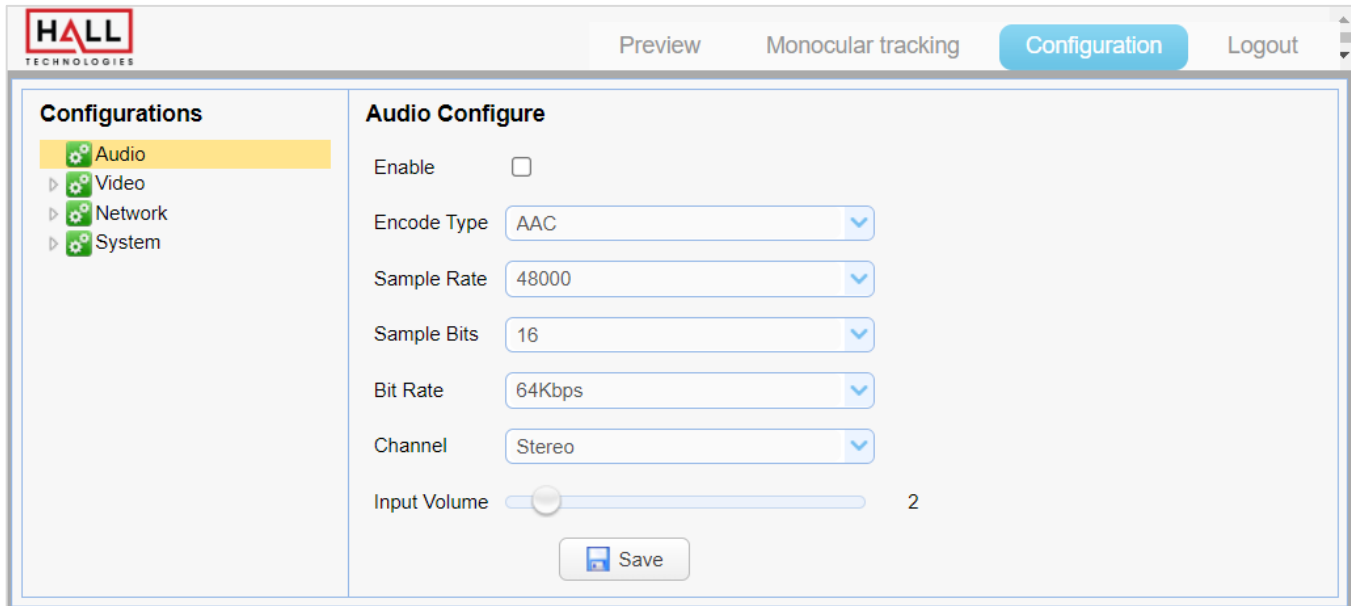 HALL
TECHNOLOGIES
Preview
Monocular tracking
Configuration
Logout
Configurations
Audio
Video
Network
System
Audio Configure
Enable
Encode Type AAC
Sample Rate 48000
Sample Bits 16
Bit Rate 64Kbps
Channel Stereo
Input Volume 2
Save